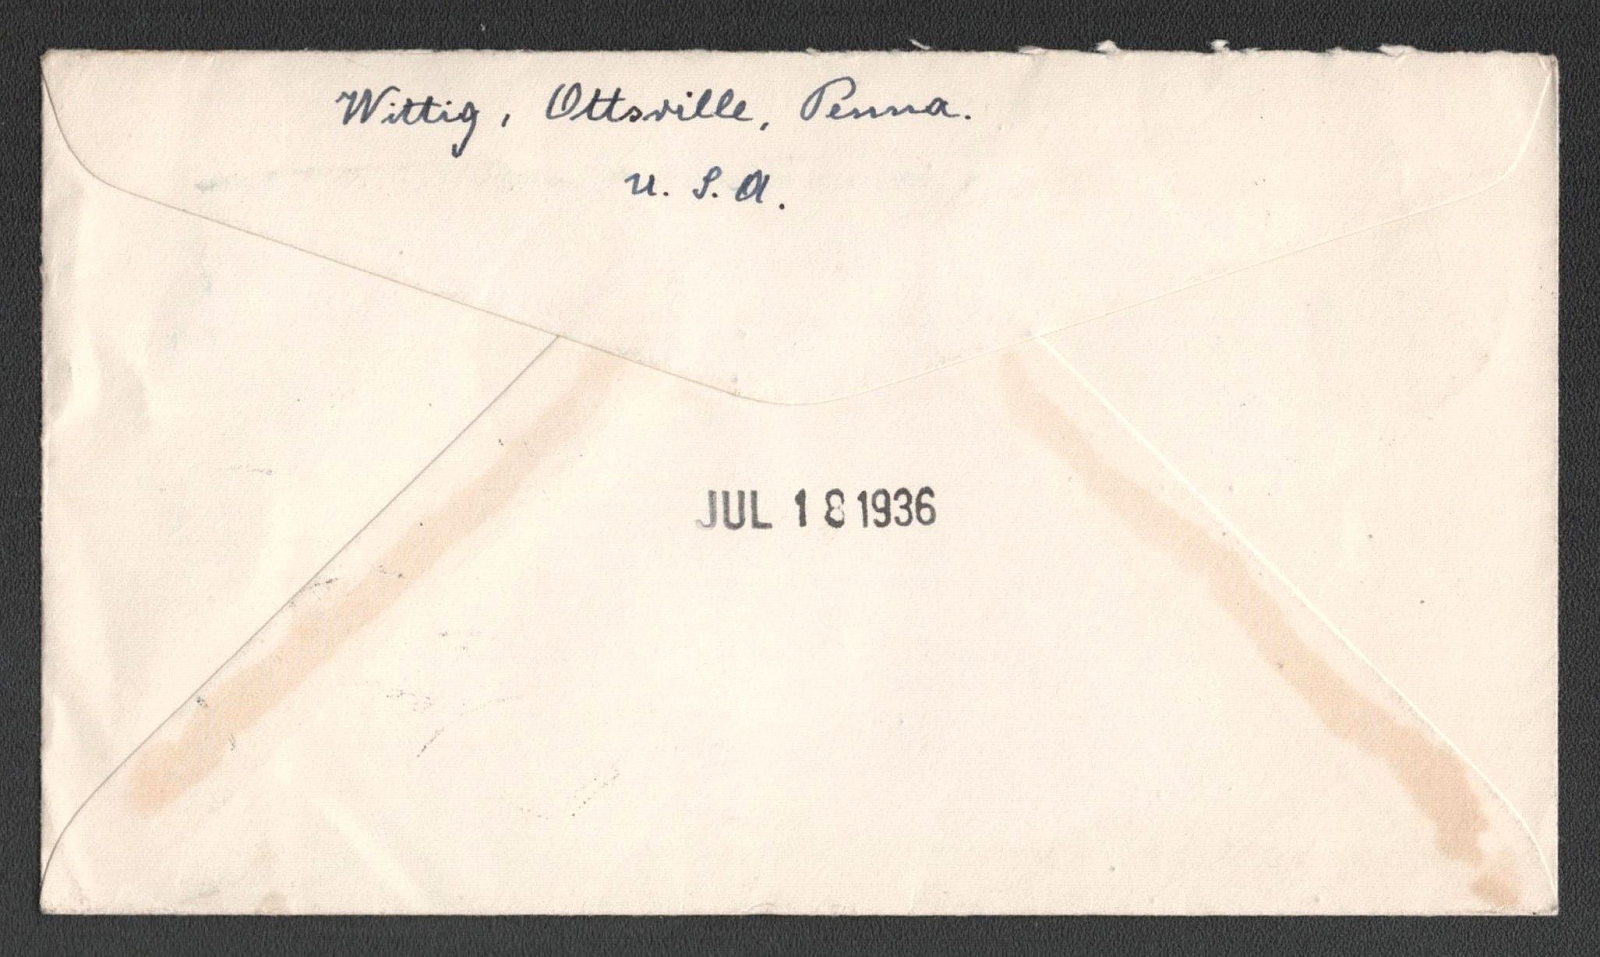 Wittig, Ottsville, Penna.
U. S. A.
JUL 18 1936